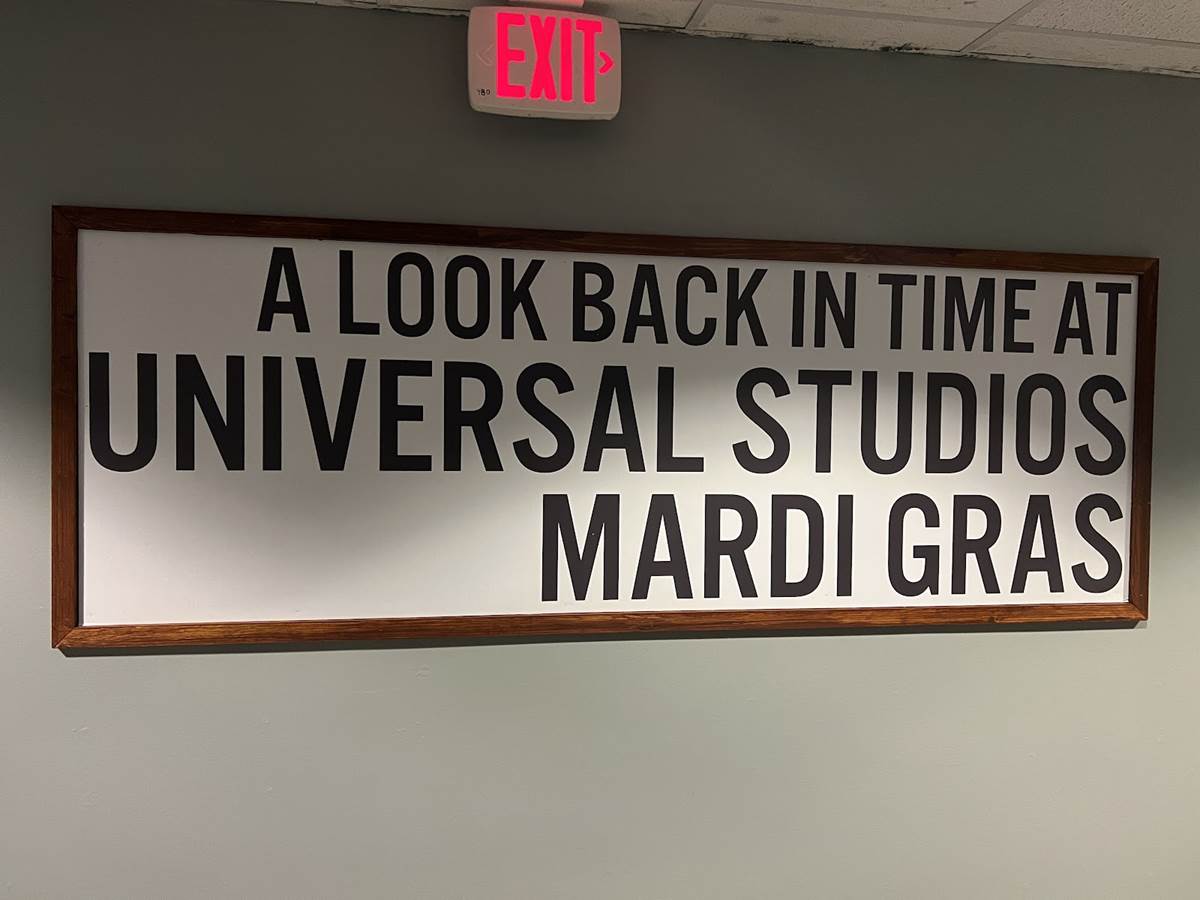 EXIT
A LOOK BACK IN TIME AT
UNIVERSAL STUDIOS
MARDI GRAS